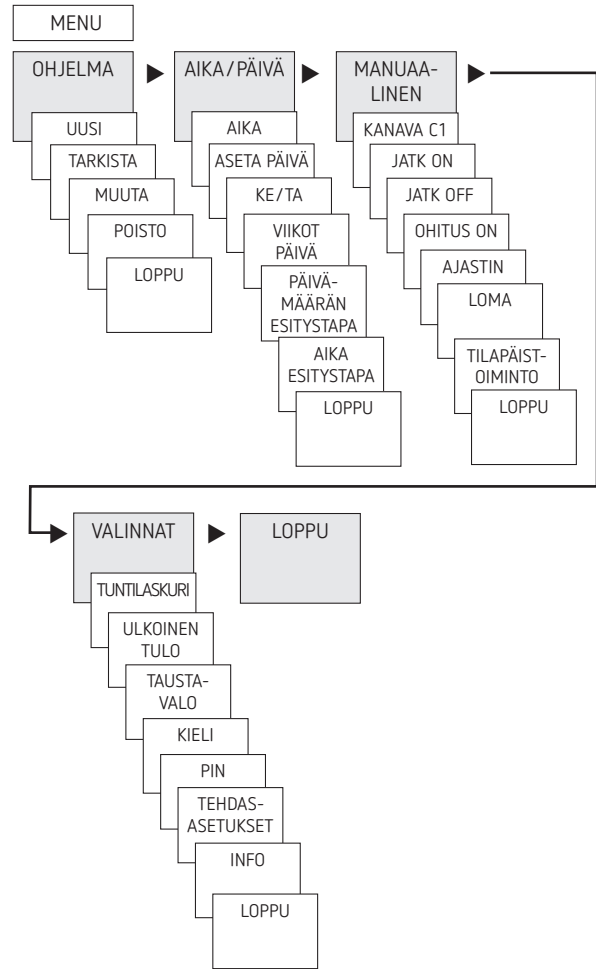 MENU
OHJELMA
UUSI
TARKISTA
MUUTA
POISTO
LOPPU
AIKA/PÄIVÄ
AIKA
ASETA PÄIVÄ
KE/TA
VIIKOT
PÄIVÄ
PÄIVÄ-
MÄÄRÄN
ESITYSTAPA
AIKA
ESITYSTAPA
LOPPU
MANUAA-
LINEN
KANAVA C1
JATK ON
JATK OFF
OHITUS ON
AJASTIN
LOMA
TILAPÄIST-
OIMINTO
LOPPU
VALINNAT
TUNTILASKURI
ULKOINEN
TULO
TAUSTA-
VALO
KIELI
PIN
TEHDAS-
ASETUKSET
INFO
LOPPU
LOPPU